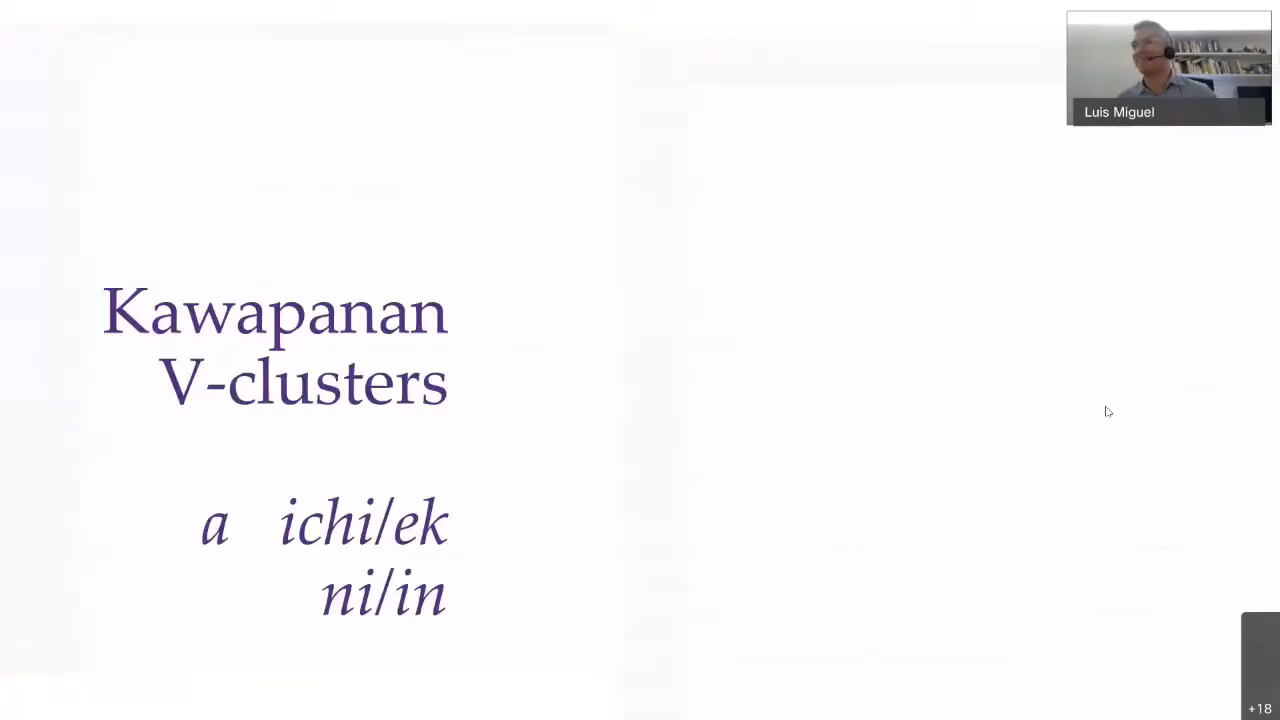 Luis Miguel
Kawapanan
V-clusters
a ichi/ek
ni/in
+18